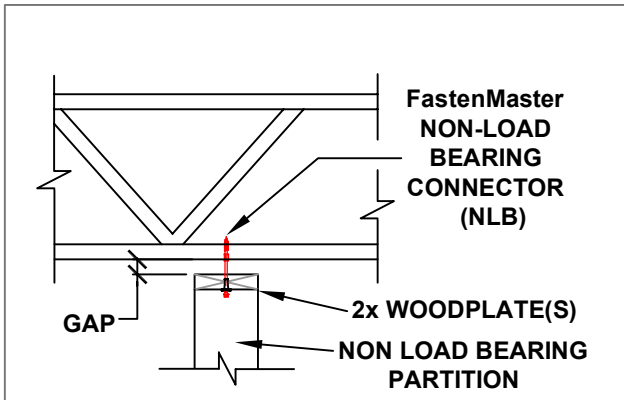 FastenMaster
NON-LOAD
BEARING
CONNECTOR
(NLB)
GAP
2x WOODPLATE(S)
NON LOAD BEARING
PARTITION